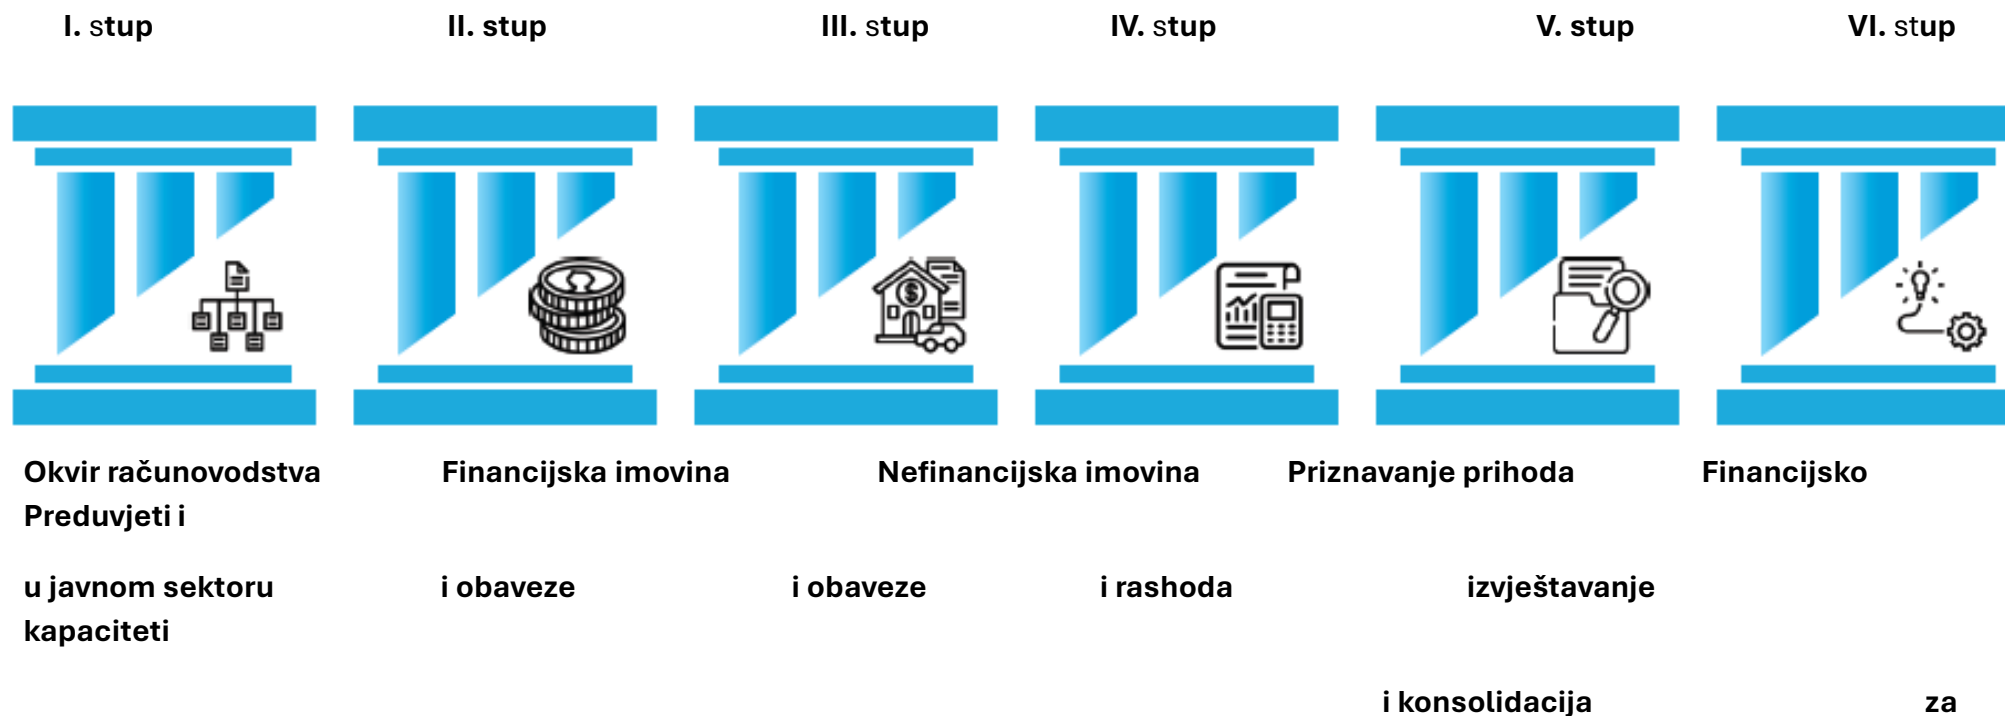 I. stup II. stup III. stup IV. stup V. stup VI. stup
Okvir računovodstva Financijska imovina Nefinancijska imovina Priznavanje prihoda Financijsko
Preduvjeti i
u javnom sektoru i obaveze i obaveze i rashoda izvještavanje
kapaciteti
i konsolidacija za